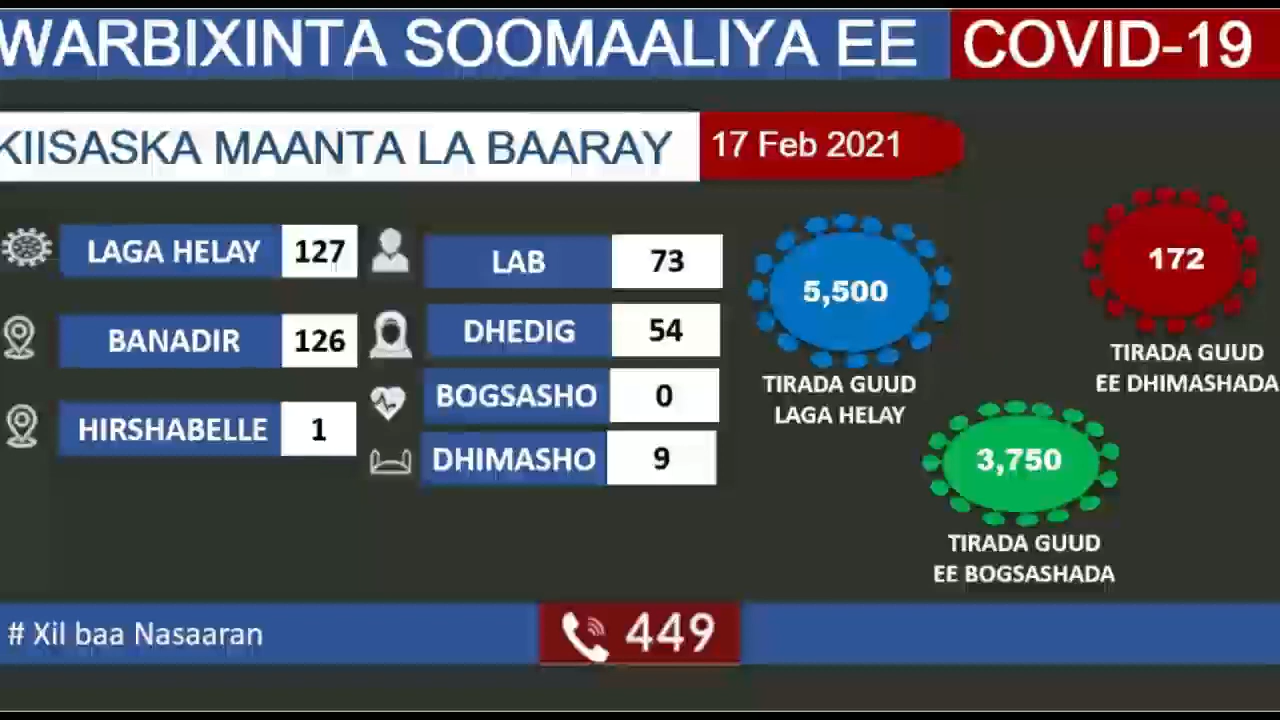 WARBIXINTA SOOMAALIYA EE COVID-19
KIISASKA MAANTA LA BAARAY 17 Feb 2021
LAGA HELAY 127
BANADIR 126
HIRSHABELLE 1
LAB 73
DHEDIG 54
BOGSASHO 0
DHIMASHO 9
5,500
TIRADA GUUD
LAGA HELAY
172
TIRADA GUUD
EE DHIMASHADA
3,750
TIRADA GUUD
EE BOGSASHADA
# Xil baa Nasaaran
449